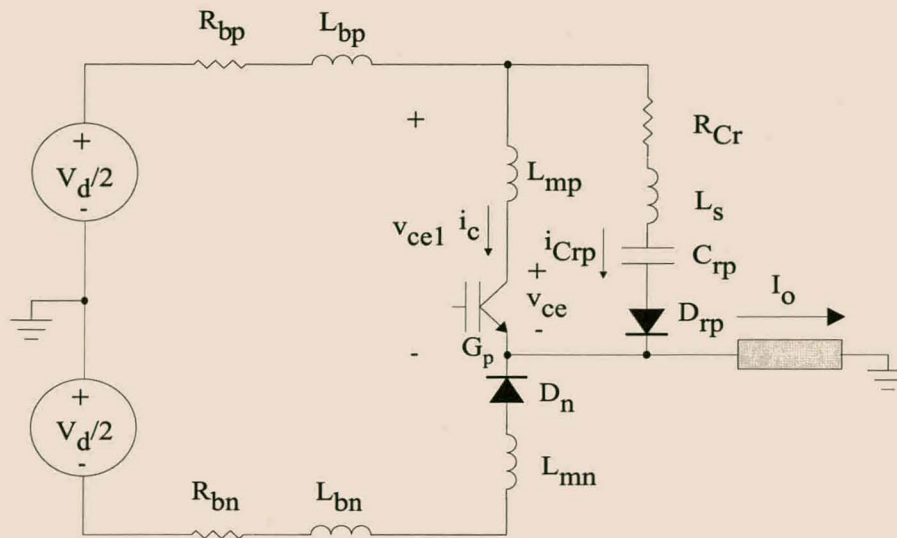 R_bp
L_bp
+
R_Cr
+
V_d/2
-
L_mp
L_s
v_ce1
i_c
i_Crp
C_rp
+
v_ce
-
D_rp
I_o
-
G_p
D_n
+
V_d/2
-
L_mn
R_bn
L_bn